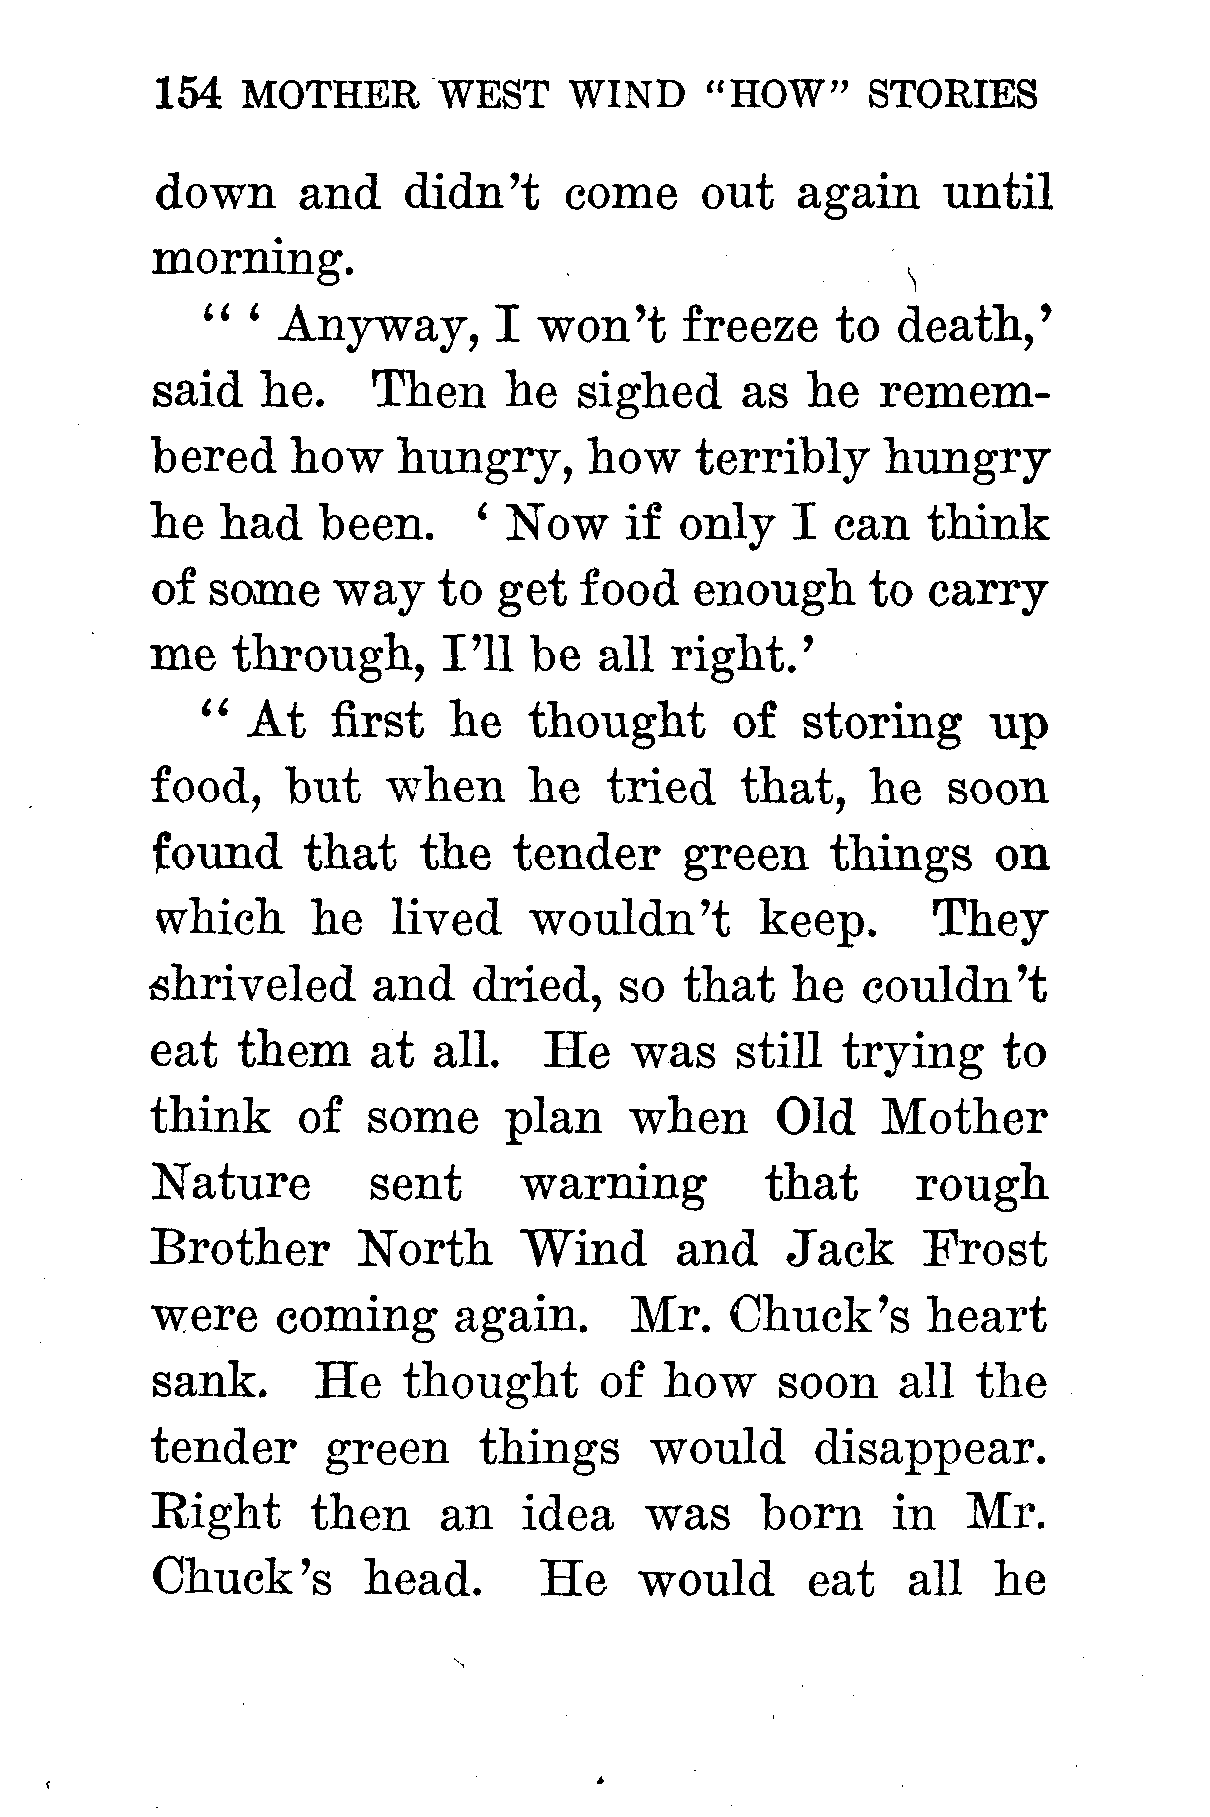 154 MOTHER WEST WIND "HOW" STORIES
down and didn't come out again until
morning.
" ' Anyway, I won't freeze to death,'
said he. Then he sighed as he remem-
bered how hungry, how terribly hungry
he had been. ' Now if only I can think
of some way to get food enough to carry
me through, I'll be all right.'
" At first he thought of storing up
food, but when he tried that, he soon
found that the tender green things on
which he lived wouldn't keep. They
shriveled and dried, so that he couldn't
eat them at all. He was still trying to
think of some plan when Old Mother
Nature sent warning that rough
Brother North Wind and Jack Frost
were coming again. Mr. Chuck's heart
sank. He thought of how soon all the
tender green things would disappear.
Right then an idea was born in Mr.
Chuck's head. He would eat all he